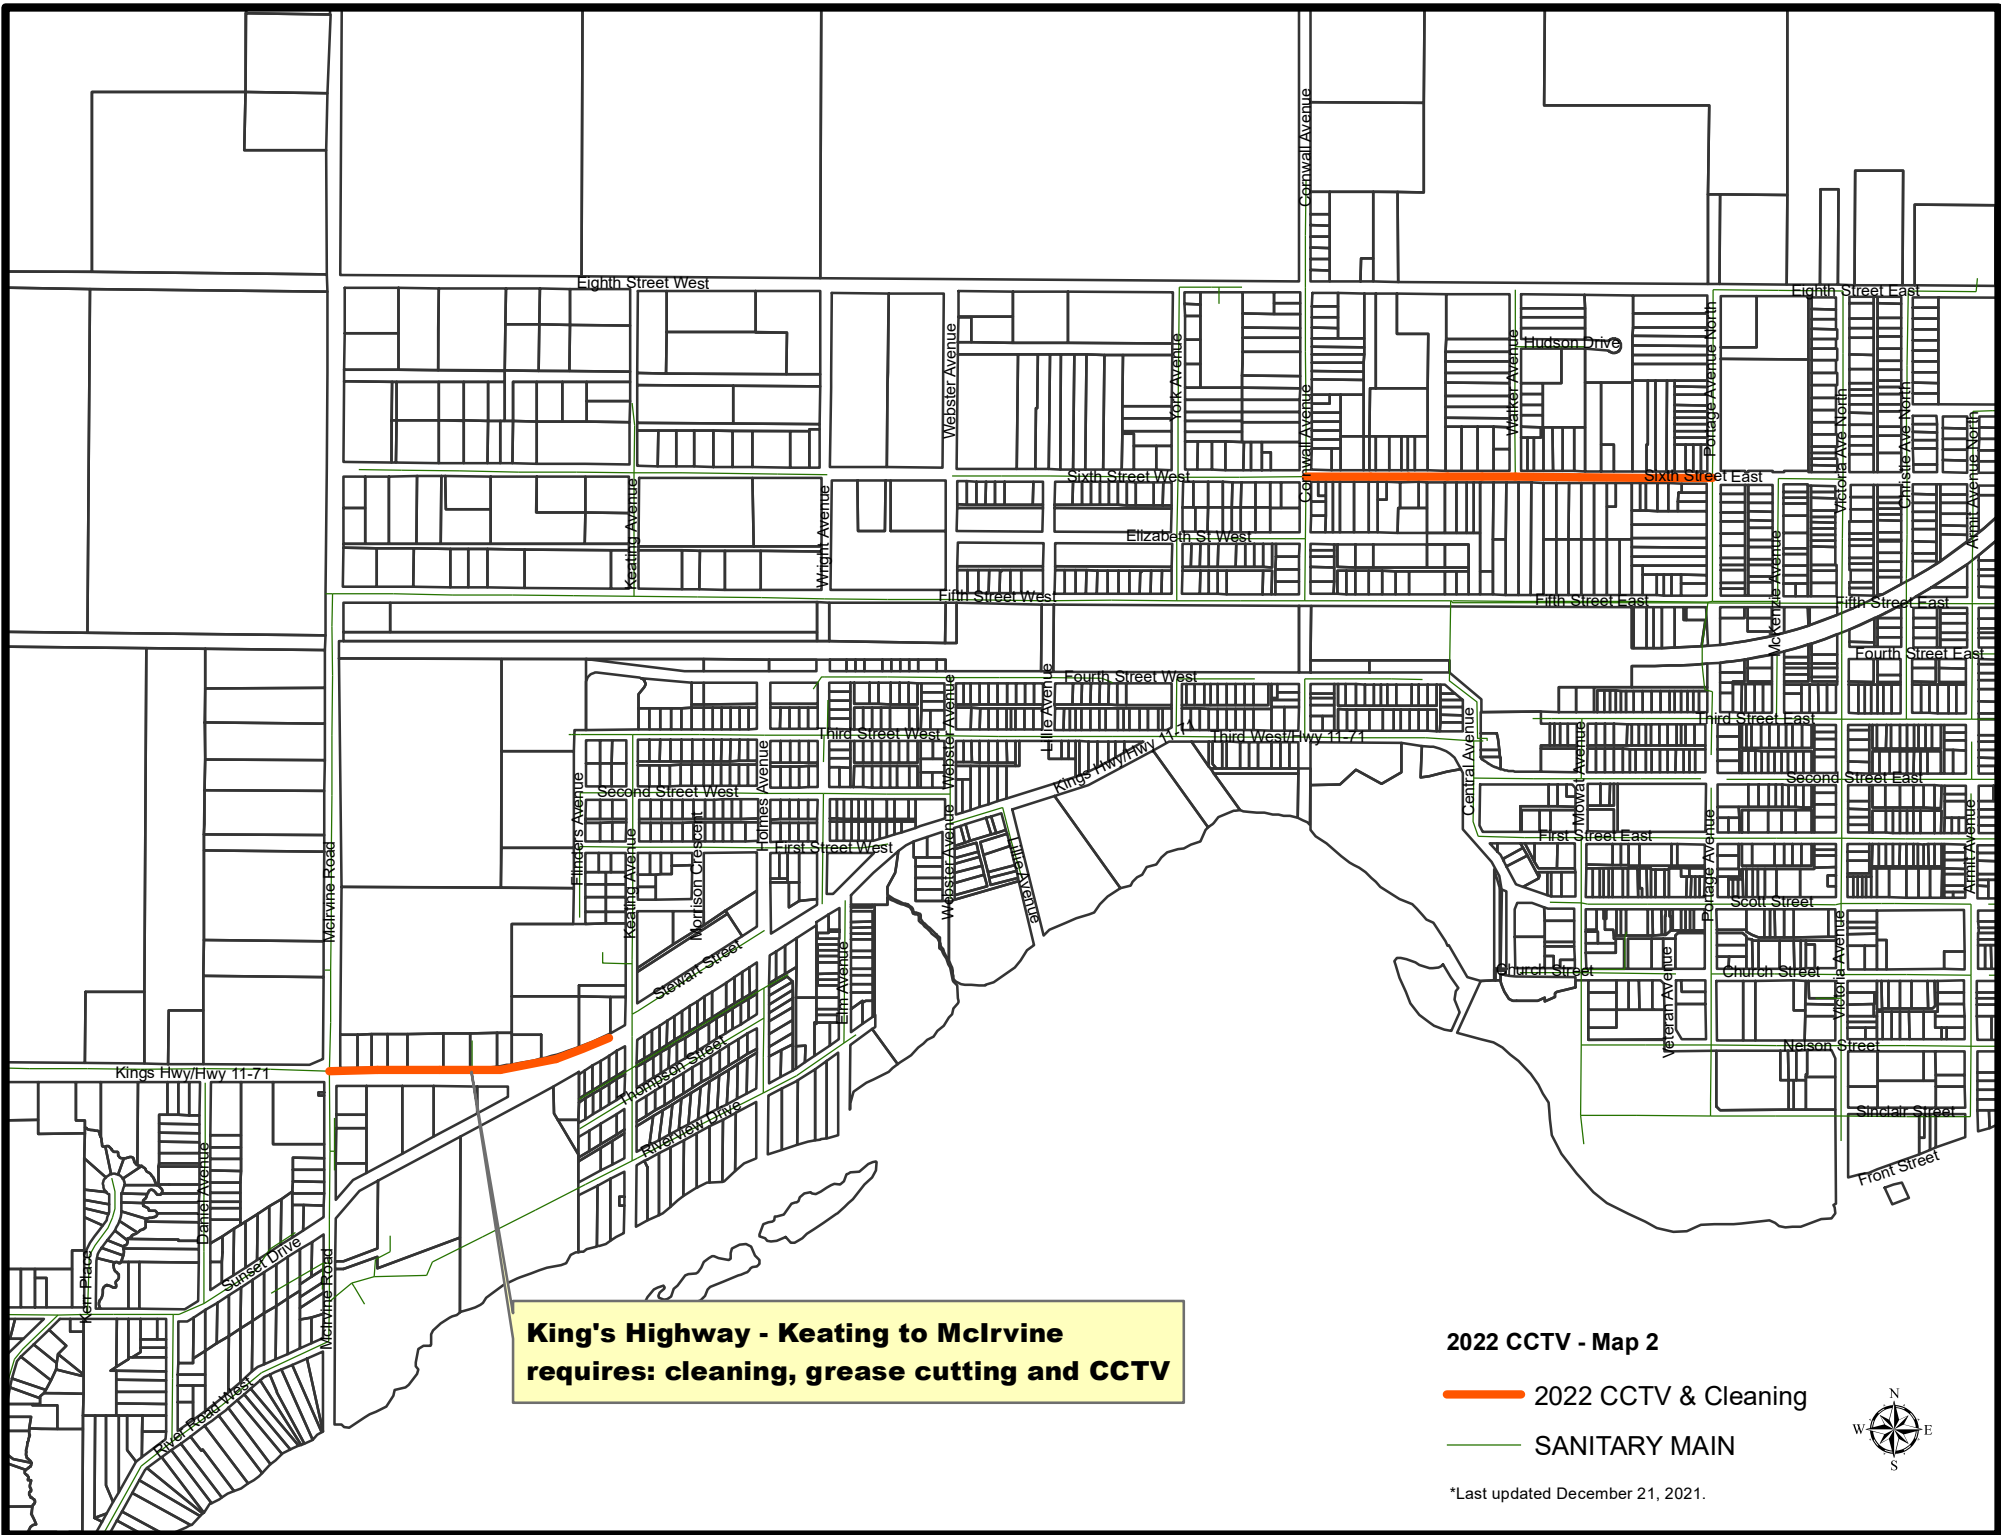 Cornwall Avenue
Eighth Street West
Eighth Street East
Hudson Drive
Webster Avenue
York Avenue
Cornwall Avenue
Walker Avenue
Portage Avenue North
Victoria Ave North
Christie Ave North
Armit Avenue North
Sixth Street West
Sixth Street East
Keating Avenue
Wright Avenue
Elizabeth St West
McKenzie Avenue
Fifth Street West
Fifth Street East
Fifth Street East
Fourth Street East
Fourth Street West
Lillie Avenue
Webster Avenue
Third Street West
Kings Hwy/Hwy 11-71
Third West/Hwy 11-71
Third Street East
Central Avenue
Mowat Avenue
Second Street West
Second Street East
Flinders Avenue
Holmes Avenue
First Street West
First Street East
McIrvine Road
Keating Avenue
Morrison Crescent
Webster Avenue
Lillie Avenue
Portage Avenue
Armit Avenue
Scott Street
Stewart Street
Elm Avenue
Church Street
Church Street
Veteran Avenue
Victoria Avenue
Nelson Street
Kings Hwy/Hwy 11-71
Thompson Street
Riverview Drive
Sinclair Street
Front Street
Daniel Avenue
Kerr Place
Sunset Drive
McIrvine Road
River Road West
King's Highway - Keating to McIrvine
requires: cleaning, grease cutting and CCTV
2022 CCTV - Map 2
2022 CCTV & Cleaning
SANITARY MAIN
*Last updated December 21, 2021.
N
W
E
S